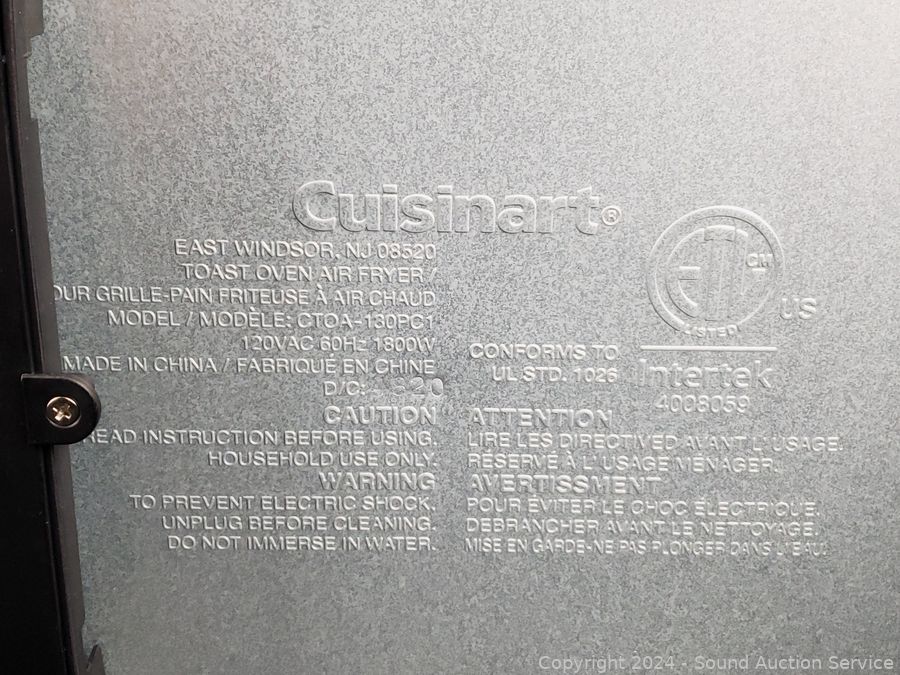 Cuisinart®
EAST WINDSOR, NJ 08520
TOAST OVEN AIR FRYER /
OUR GRILLE-PAIN FRITEUSE À AIR CHAUD
MODEL / MODÈLE: CTOA-130PC1
120VAC 60Hz 1800W
MADE IN CHINA / FABRIQUÉ EN CHINE
D/C:
CAUTION
READ INSTRUCTION BEFORE USING.
HOUSEHOLD USE ONLY.
WARNING
TO PREVENT ELECTRIC SHOCK.
UNPLUG BEFORE CLEANING.
DO NOT IMMERSE IN WATER.
ETL CM
LISTED
US
CONFORMS TO
UL STD. 1026
Intertek
4008059
ATTENTION
LIRE LES DIRECTIVED AVANT L'USAGE.
RÉSERVÉ À L'USAGE MÉNAGER.
AVERTISSMENT
POUR ÉVITER LE CHOC ÉLECTRIQUE.
DEBRANCHER AVANT LE NETTOYAGE.
MISE EN GARDE-NE PAS PLONGER DANS L'EAU.
Copyright 2024 - Sound Auction Service